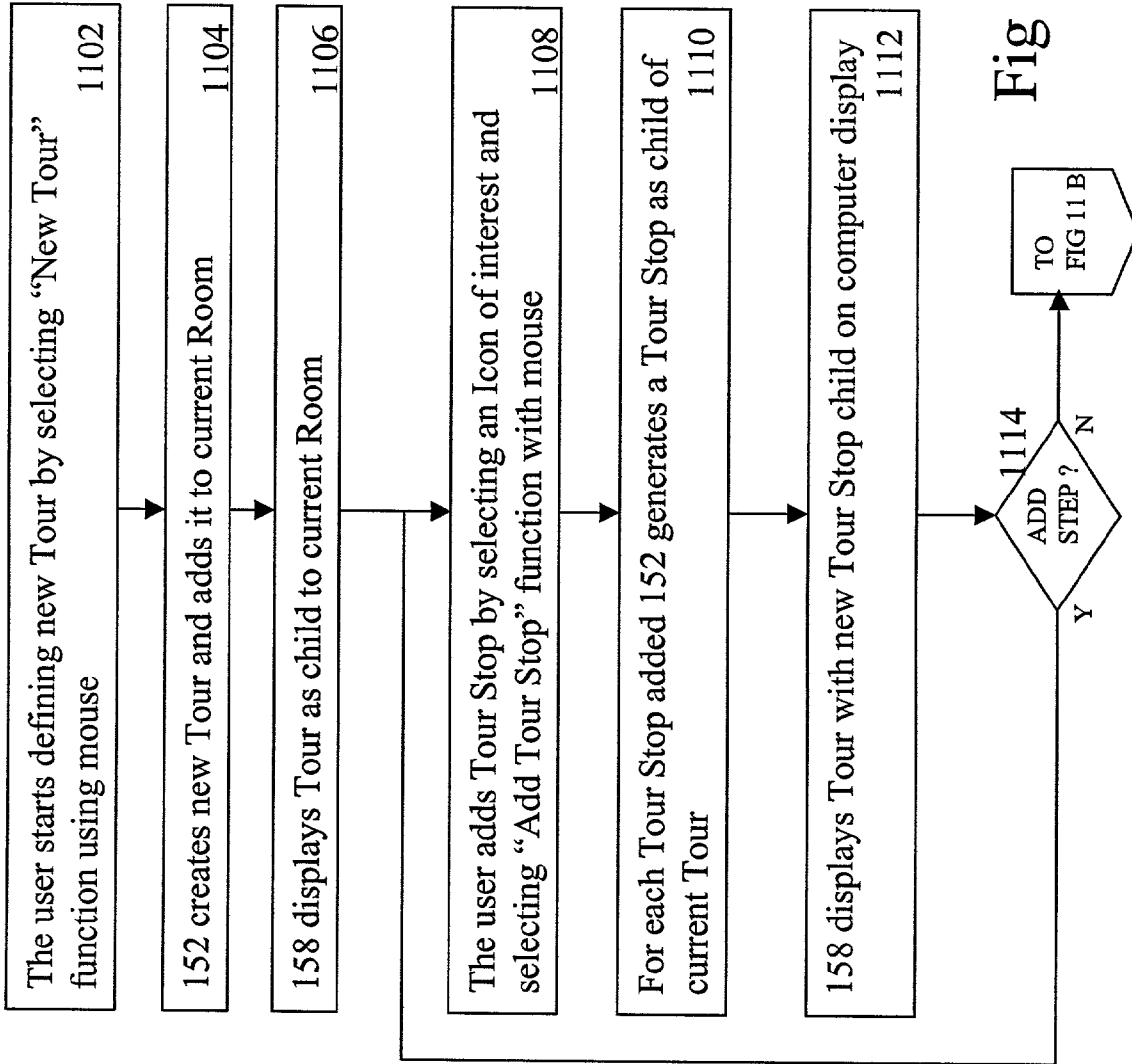 The user starts defining new Tour by selecting “New Tour”
function using mouse 1102
152 creates new Tour and adds it to current Room 1104
158 displays Tour as child to current Room 1106
The user adds Tour Stop by selecting an Icon of interest and
selecting “Add Tour Stop” function with mouse 1108
For each Tour Stop added 152 generates a Tour Stop as child of
current Tour 1110
158 displays Tour with new Tour Stop child on computer display
1112
1114
ADD
STEP ?
Y
N
TO
FIG 11 B
Fig